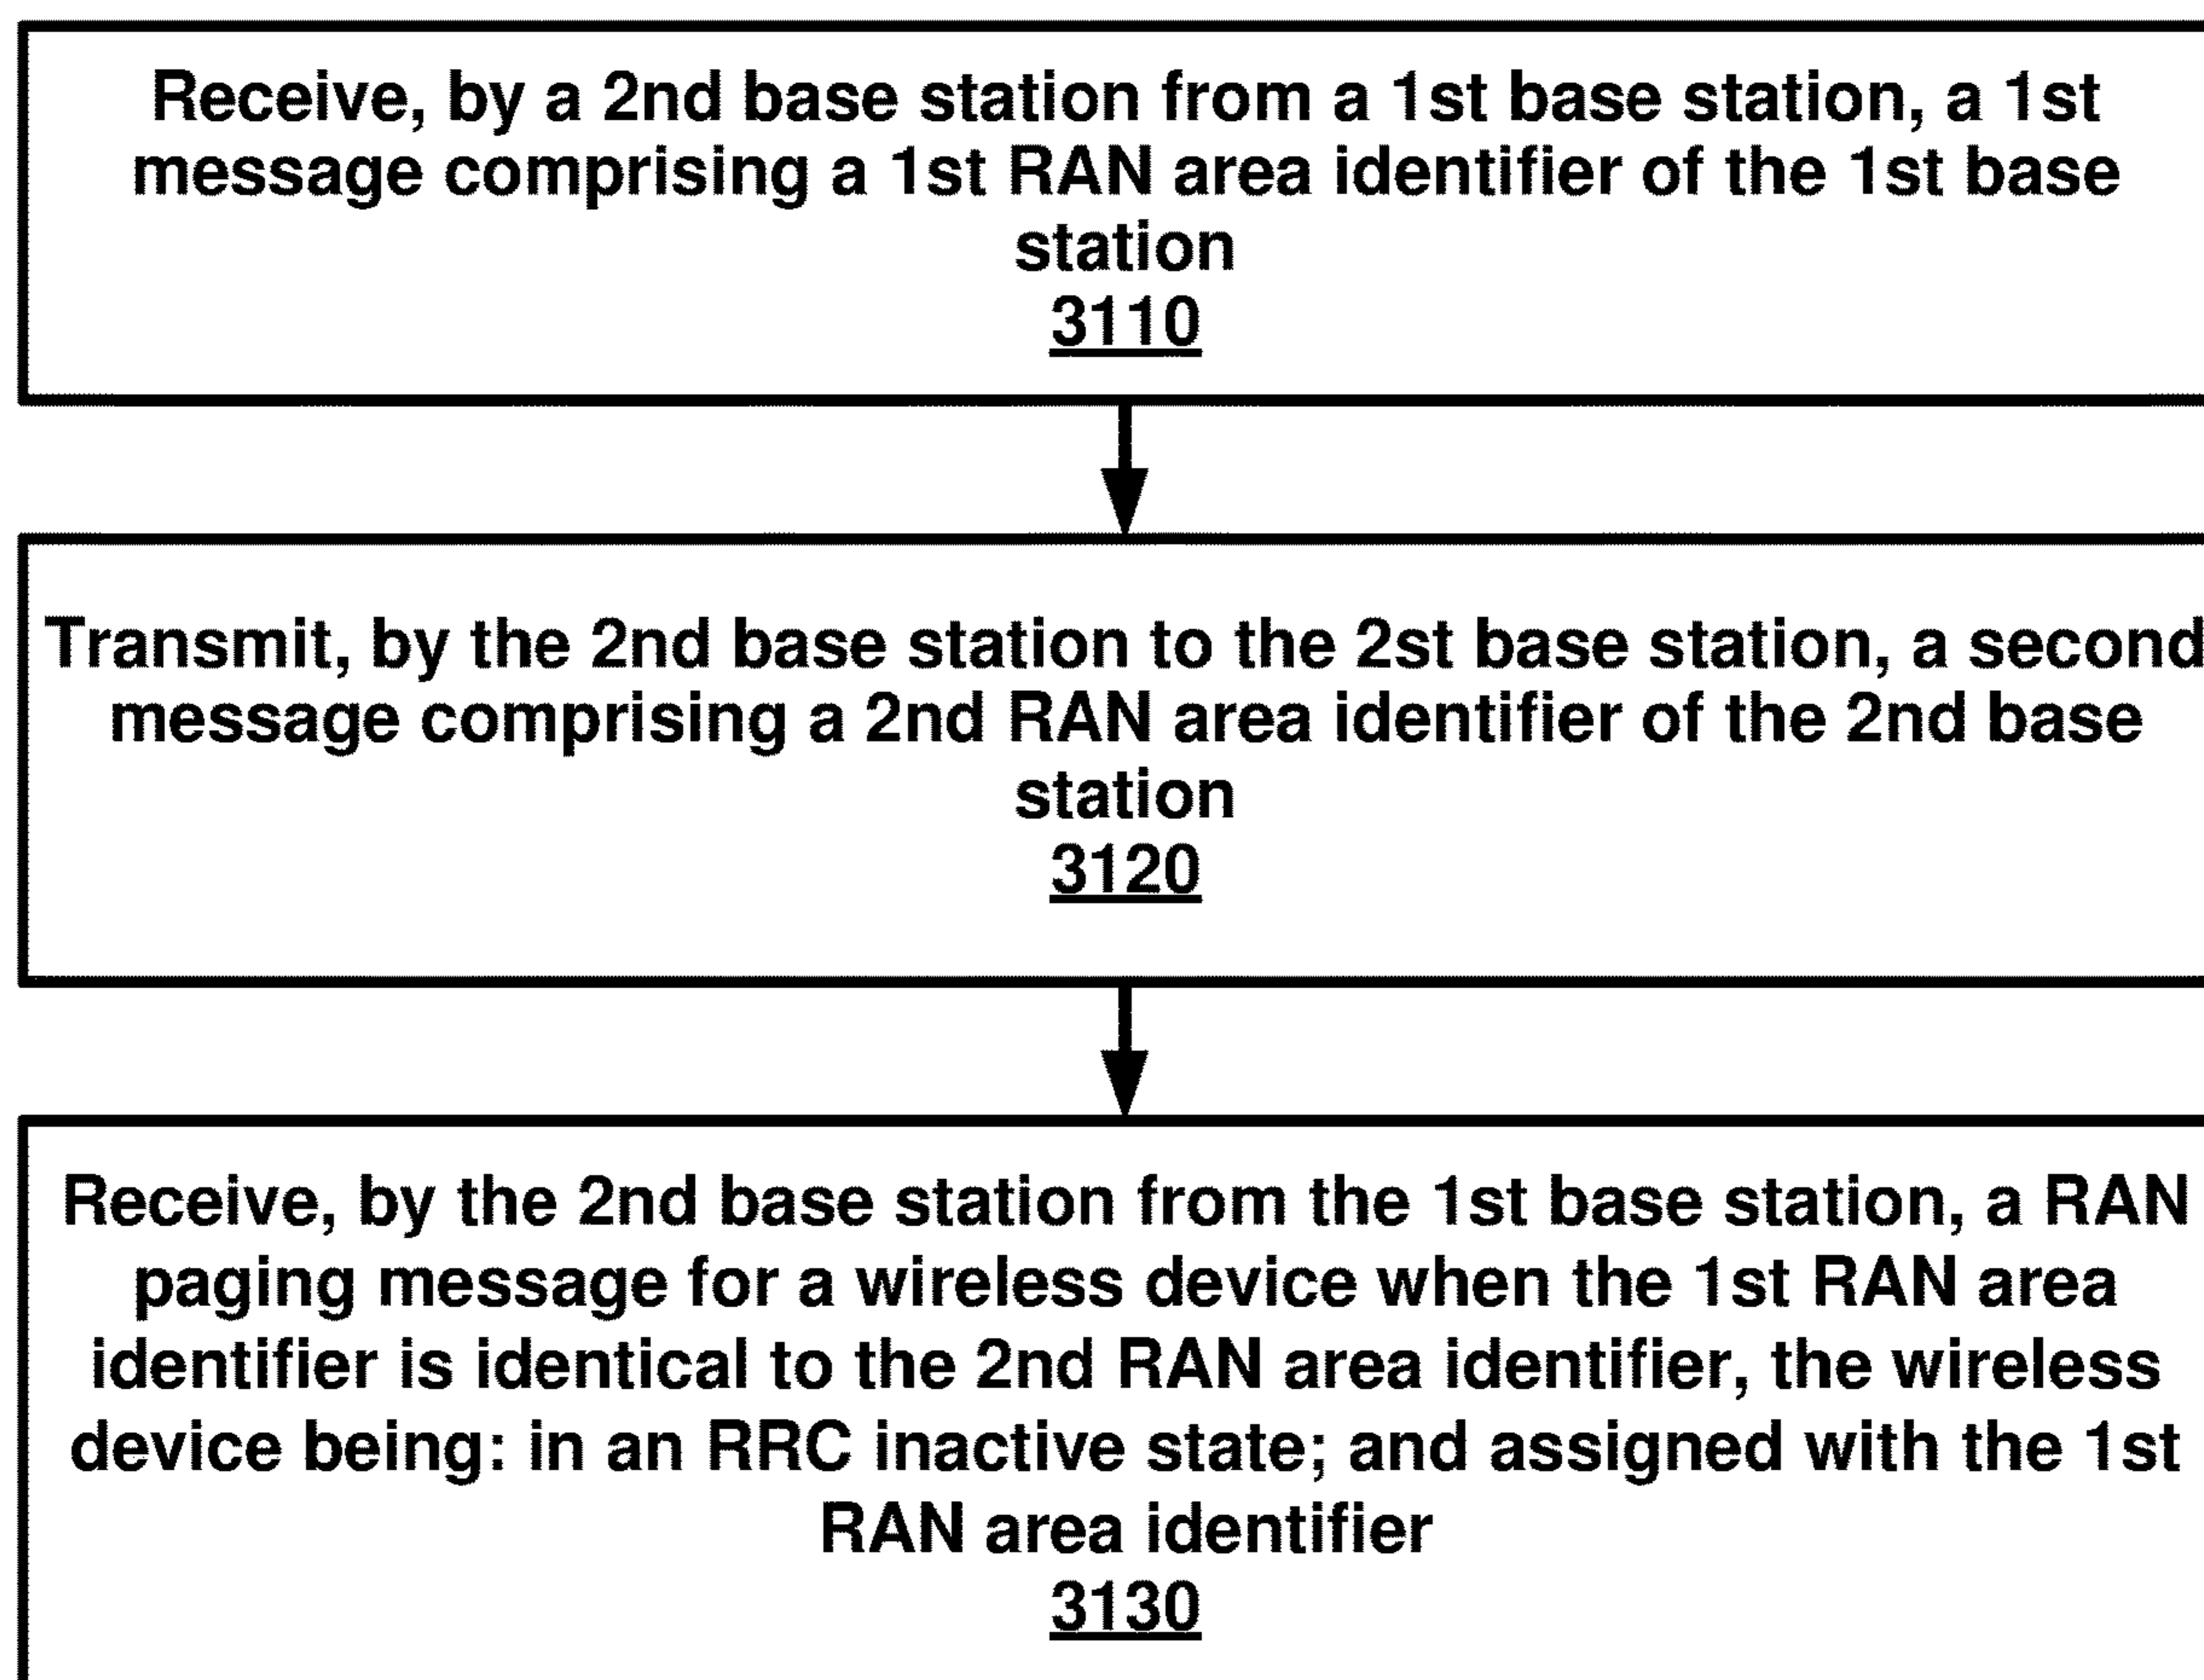 Receive, by a 2nd base station from a 1st base station, a 1st
message comprising a 1st RAN area identifier of the 1st base
station
3110
Transmit, by the 2nd base station to the 2st base station, a second
message comprising a 2nd RAN area identifier of the 2nd base
station
3120
Receive, by the 2nd base station from the 1st base station, a RAN
paging message for a wireless device when the 1st RAN area
identifier is identical to the 2nd RAN area identifier, the wireless
device being: in an RRC inactive state; and assigned with the 1st
RAN area identifier
3130